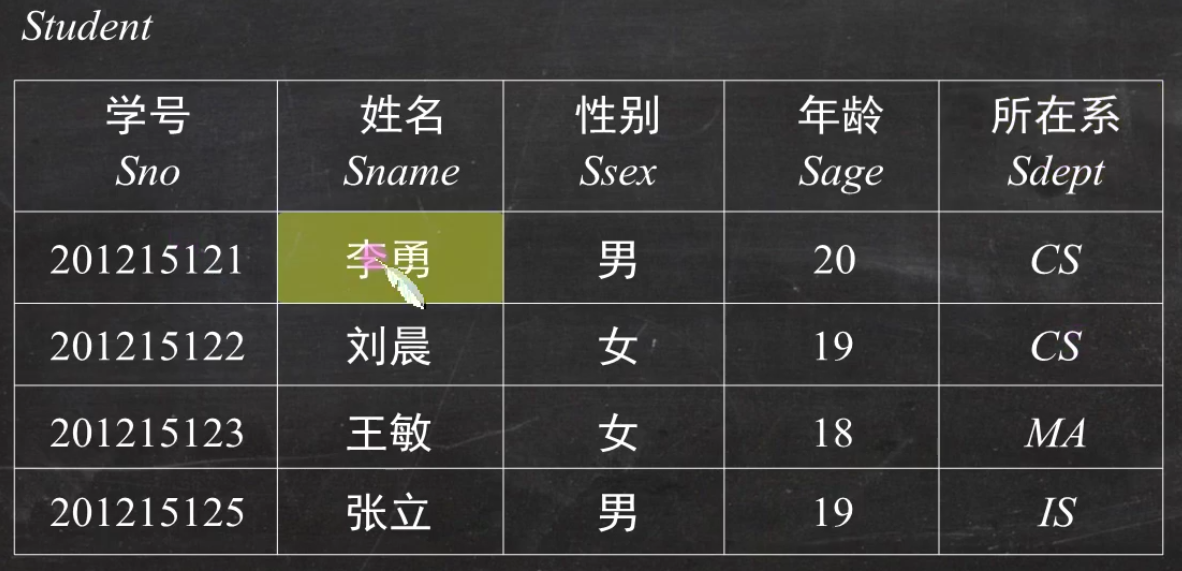 Student
学号 姓名 性别 年龄 所在系
Sno Sname Ssex Sage Sdept
201215121 李勇 男 20 CS
201215122 刘晨 女 19 CS
201215123 王敏 女 18 MA
201215125 张立 男 19 IS